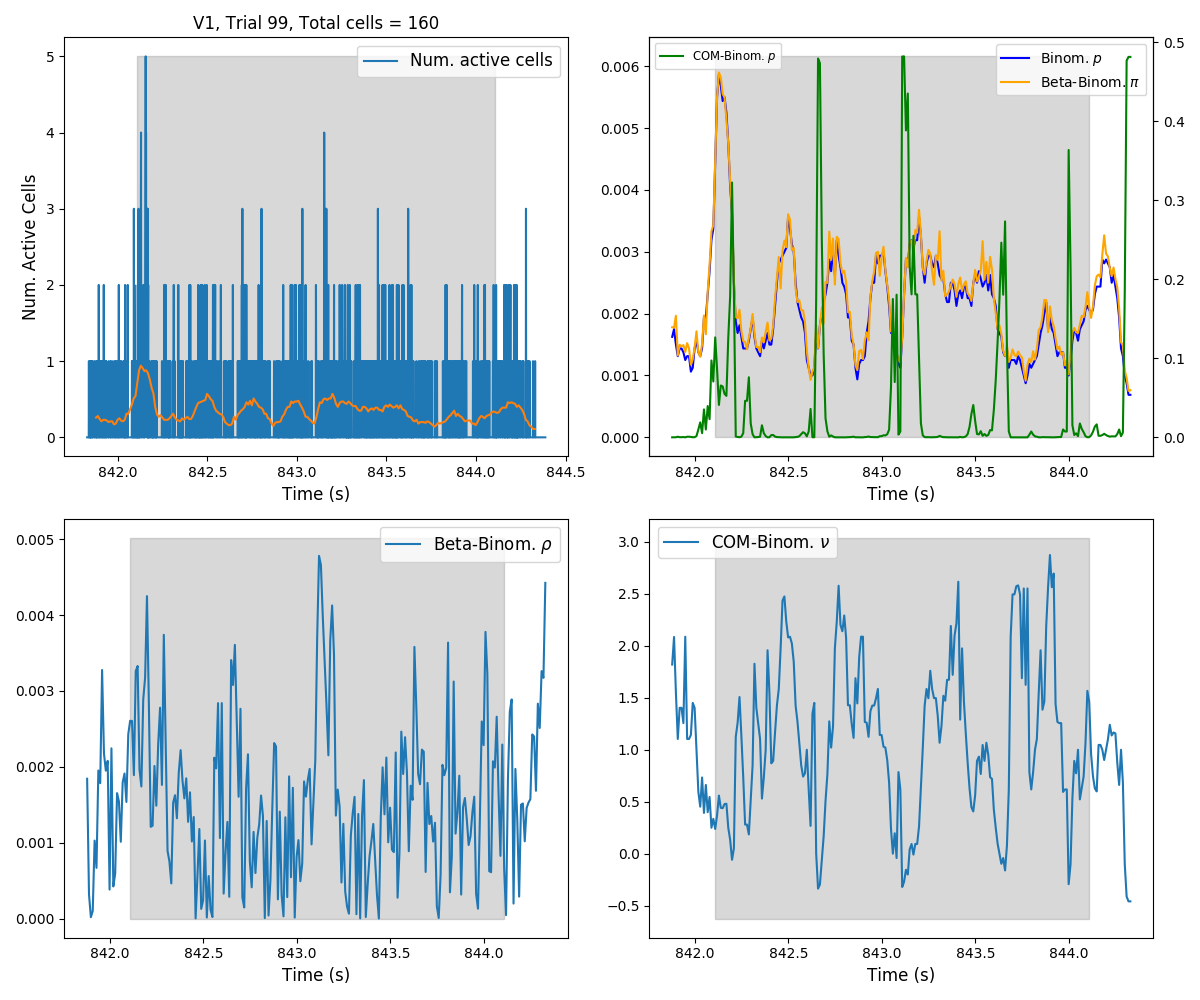 V1, Trial 99, Total cells = 160
Num. Active Cells
5
4
3
2
1
0
Num. active cells
842.0 842.5 843.0 843.5 844.0 844.5
Time (s)
0.006
0.005
0.004
0.003
0.002
0.001
0.000
COM-Binom. p
Binom. p
Beta-Binom. π
0.5
0.4
0.3
0.2
0.1
0.0
842.0 842.5 843.0 843.5 844.0
Time (s)
0.005
0.004
0.003
0.002
0.001
0.000
Beta-Binom. ρ
842.0 842.5 843.0 843.5 844.0
Time (s)
3.0
2.5
2.0
1.5
1.0
0.5
0.0
−0.5
COM-Binom. ν
842.0 842.5 843.0 843.5 844.0
Time (s)